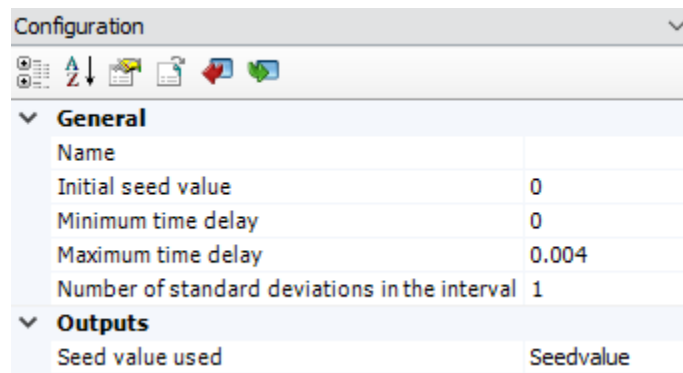 Configuration
General
Name
Initial seed value 0
Minimum time delay 0
Maximum time delay 0.004
Number of standard deviations in the interval 1
Outputs
Seed value used Seedvalue